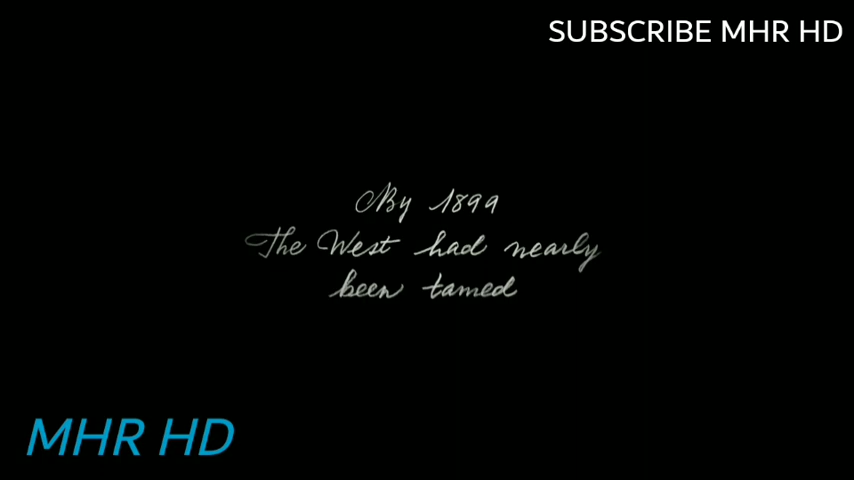 SUBSCRIBE MHR HD
By 1899
The West had nearly
been tamed
MHR HD